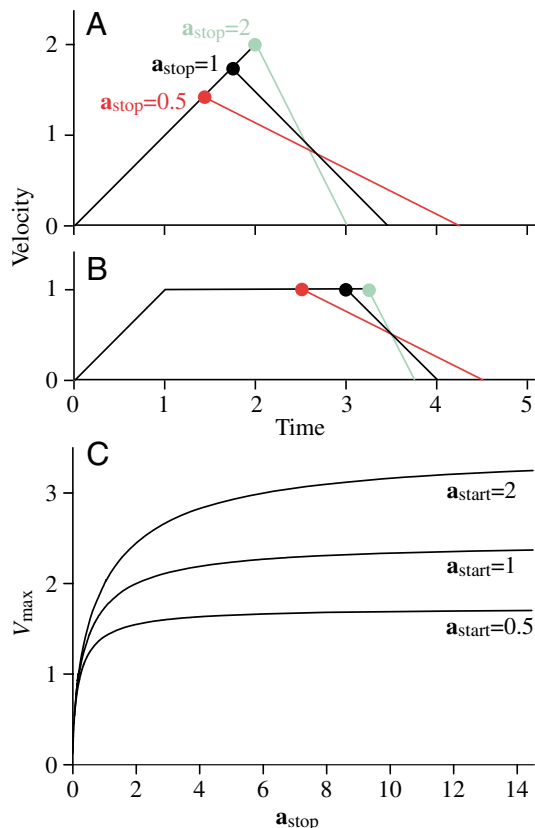 A
a_stop=2
a_stop=1
a_stop=0.5
2
1
0
Velocity
B
1
0
0 1 2 3 4 5
Time
C
3
a_start=2
a_start=1
2
a_start=0.5
V_max
1
0
0 2 4 6 8 10 12 14
a_stop